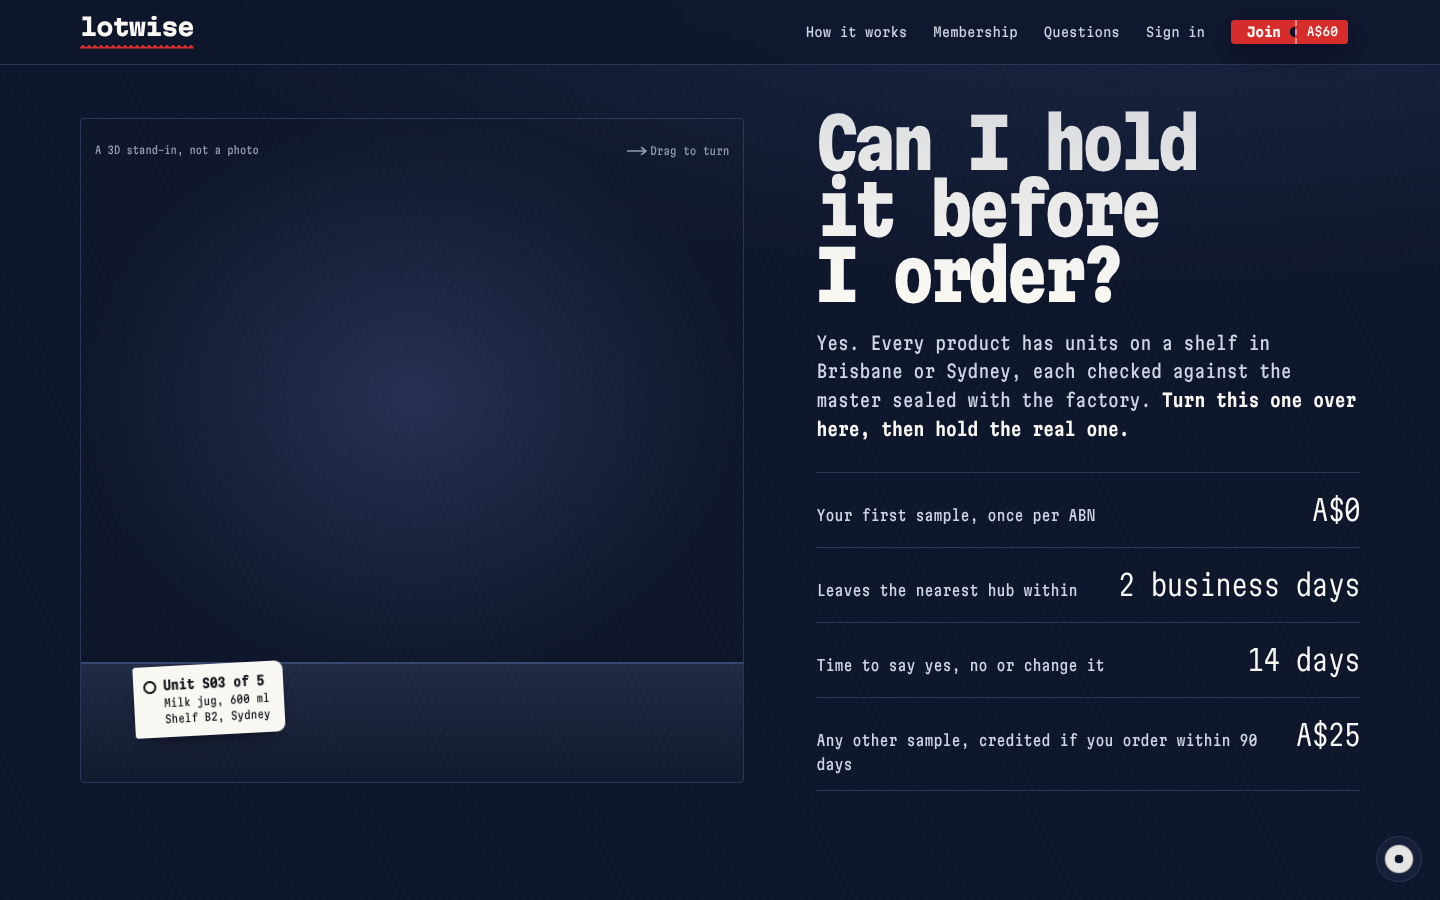 lotwise
How it works
Membership
Questions
Sign in
Join
A$60
A 3D stand-in, not a photo
Drag to turn
Unit S03 of 5
Milk jug, 600 ml
Shelf B2, Sydney
Can I hold
it before
I order?
Yes. Every product has units on a shelf in
Brisbane or Sydney, each checked against the
master sealed with the factory. Turn this one over
here, then hold the real one.
Your first sample, once per ABN
A$0
Leaves the nearest hub within
2 business days
Time to say yes, no or change it
14 days
Any other sample, credited if you order within 90
days
A$25